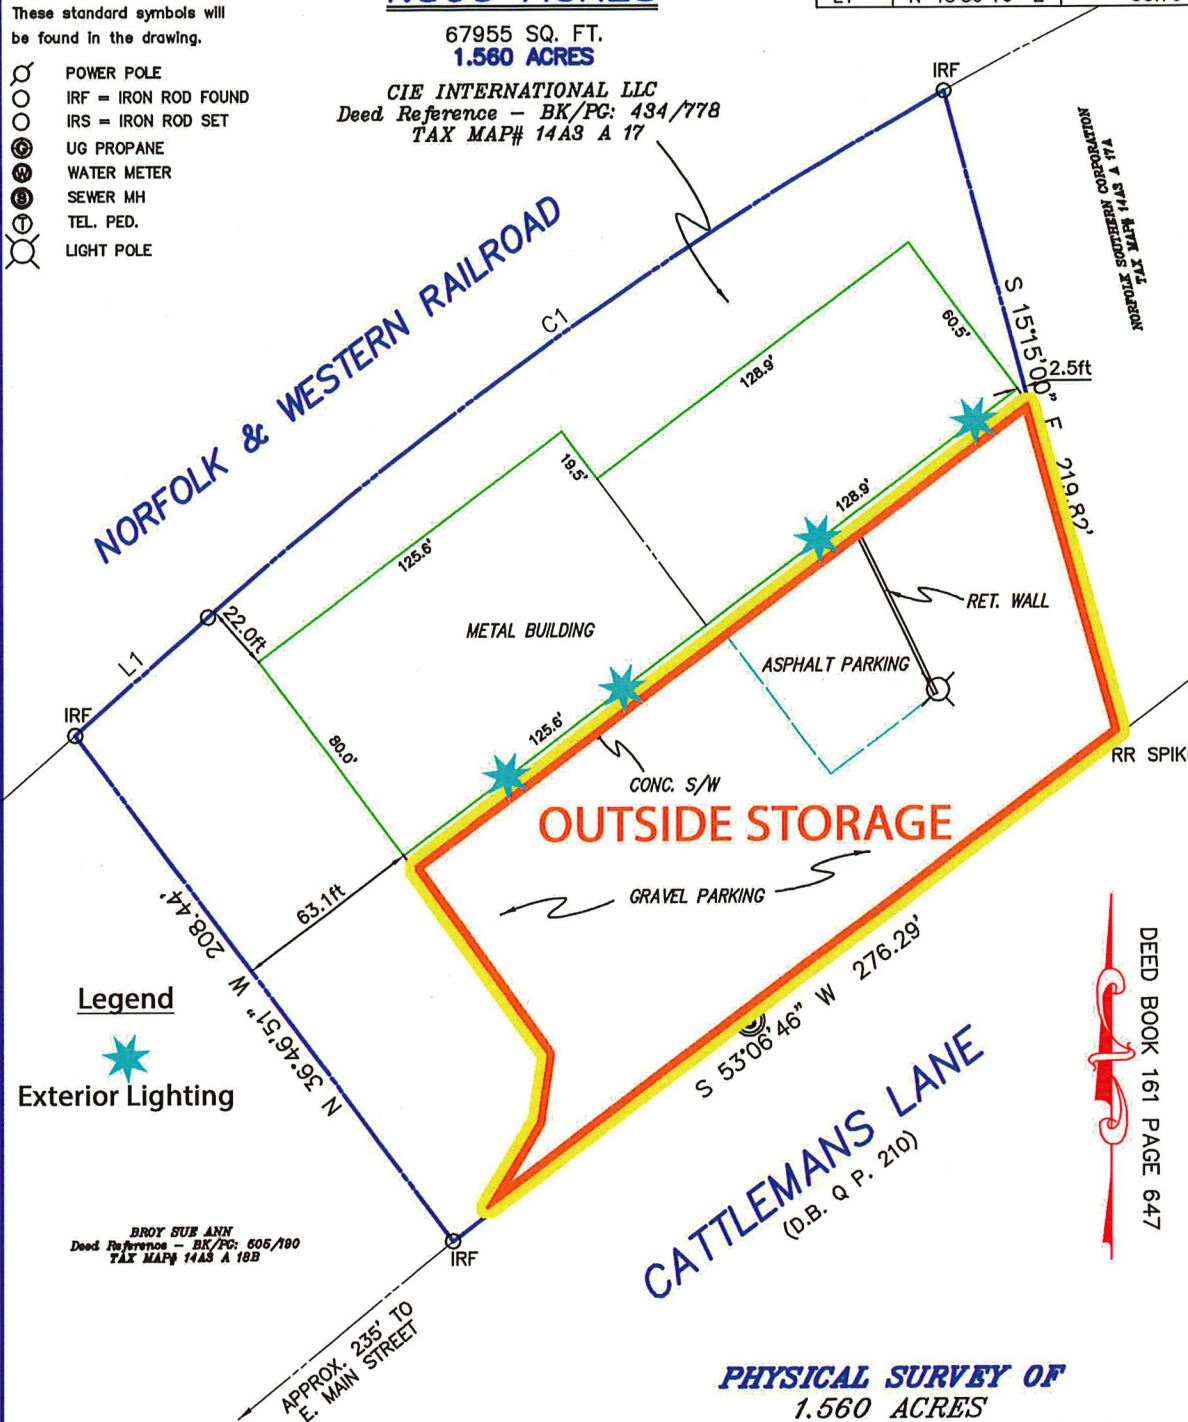 These standard symbols will
be found in the drawing.
POWER POLE
IRF = IRON ROD FOUND
IRS = IRON ROD SET
G UG PROPANE
W WATER METER
S SEWER MH
T TEL. PED.
LIGHT POLE
67955 SQ. FT.
1.560 ACRES
CIE INTERNATIONAL LLC
Deed Reference - BK/PG: 434/778
TAX MAP# 14A3 A 17
IRF
NORFOLK SOUTHERN CORPORATION
TAX MAP# 14A3 A 17A
NORFOLK & WESTERN RAILROAD
C1
S 15°15'00" E 219.82'
60.5'
2.5ft
128.9'
19.5'
128.9'
125.6'
22.0ft
METAL BUILDING
RET. WALL
L1
ASPHALT PARKING
IRF
80.0'
125.6'
RR SPIK
CONC. S/W
OUTSIDE STORAGE
63.1ft
GRAVEL PARKING
N 36°46'51" W 208.44'
S 53°06'46" W 276.29'
DEED BOOK 161 PAGE 647
Legend
Exterior Lighting
CATTLEMANS LANE
(D.B. Q P. 210)
BROY SUE ANN
Deed Reference - BK/PG: 605/190
TAX MAP# 14A3 A 18B
IRF
APPROX. 235' TO
E. MAIN STREET
PHYSICAL SURVEY OF
1.560 ACRES